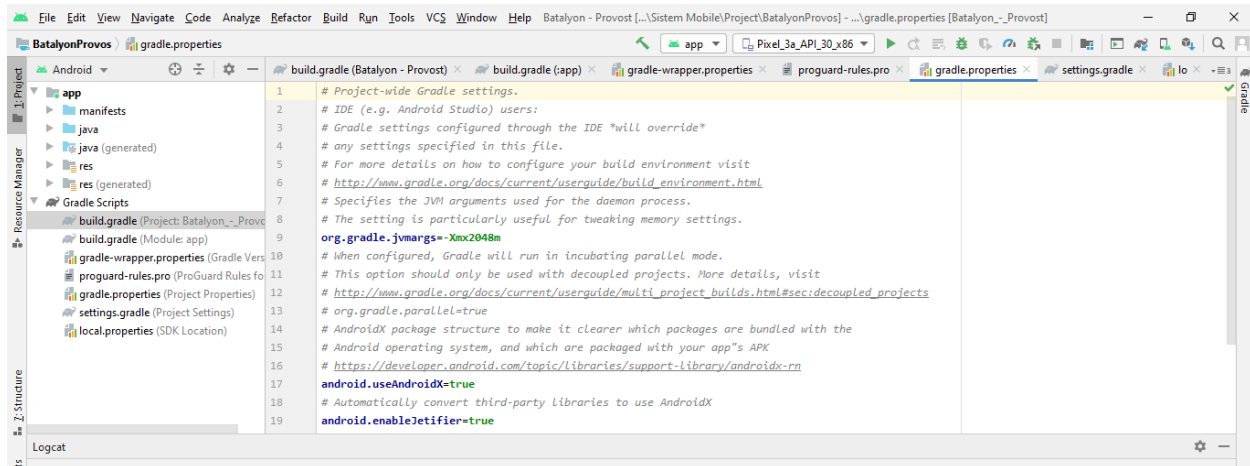 File Edit View Navigate Code Analyze Refactor Build Run Tools VCS Window Help Batalyon - Provost [...\Sistem Mobile\Project\BatalyonProvos] - ...\gradle.properties [Batalyon_-_Provost]
BatalyonProvos gradle.properties app Pixel_3a_API_30_x86
Android build.gradle (Batalyon - Provost) build.gradle (:app) gradle-wrapper.properties proguard-rules.pro gradle.properties settings.gradle lo
1: Project
Resource Manager
Z: Structure
app
manifests
java
java (generated)
res
res (generated)
Gradle Scripts
build.gradle (Project: Batalyon_-_Provo
build.gradle (Module: app)
gradle-wrapper.properties (Gradle Vers
proguard-rules.pro (ProGuard Rules fo
gradle.properties (Project Properties)
settings.gradle (Project Settings)
local.properties (SDK Location)
1 # Project-wide Gradle settings.
2 # IDE (e.g. Android Studio) users:
3 # Gradle settings configured through the IDE *will override*
4 # any settings specified in this file.
5 # For more details on how to configure your build environment visit
6 # http://www.gradle.org/docs/current/userguide/build_environment.html
7 # Specifies the JVM arguments used for the daemon process.
8 # The setting is particularly useful for tweaking memory settings.
9 org.gradle.jvmargs=-Xmx2048m
10 # When configured, Gradle will run in incubating parallel mode.
11 # This option should only be used with decoupled projects. More details, visit
12 # http://www.gradle.org/docs/current/userguide/multi_project_builds.html#sec:decoupled_projects
13 # org.gradle.parallel=true
14 # AndroidX package structure to make it clearer which packages are bundled with the
15 # Android operating system, and which are packaged with your app"s APK
16 # https://developer.android.com/topic/libraries/support-library/androidx-rn
17 android.useAndroidX=true
18 # Automatically convert third-party libraries to use AndroidX
19 android.enableJetifier=true
Gradle
Logcat